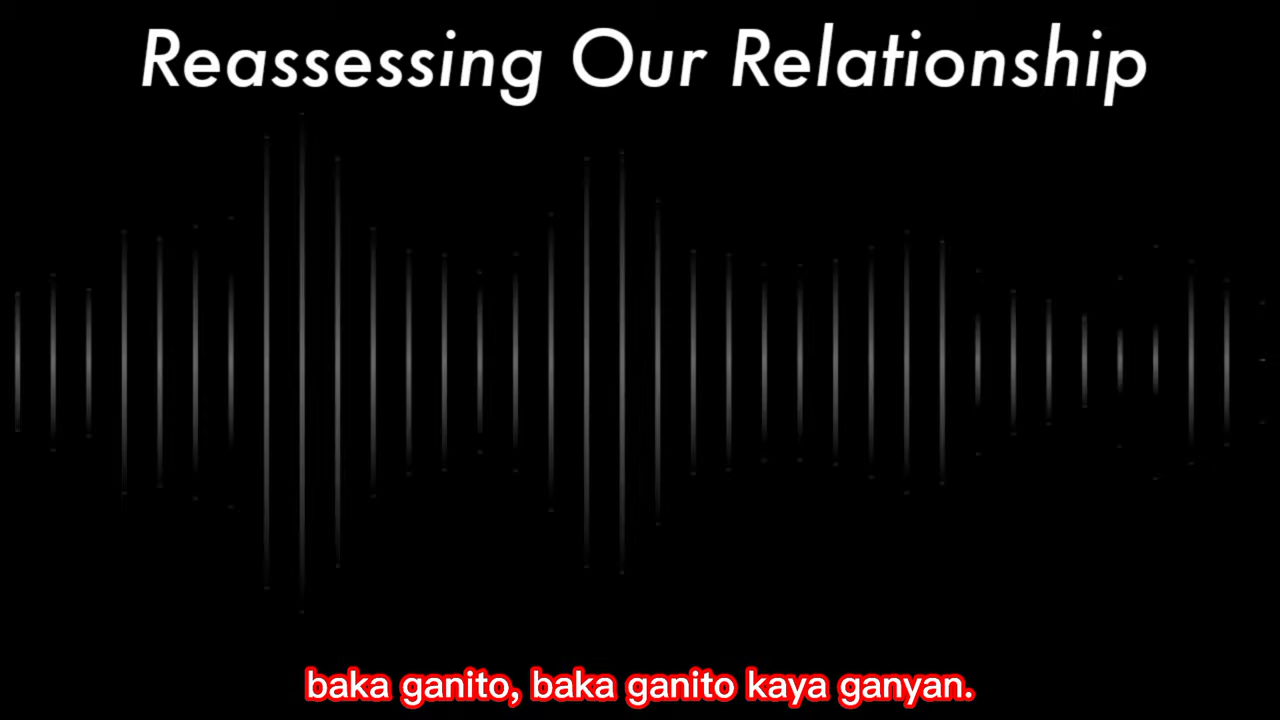 Reassessing Our Relationship
baka ganito, baka ganito kaya ganyan.